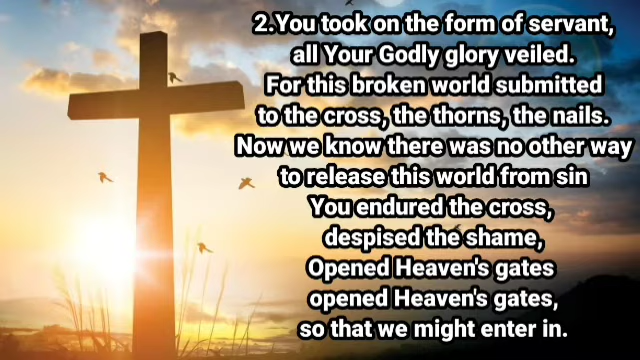 2.You took on the form of servant,
all Your Godly glory veiled.
For this broken world submitted
to the cross, the thorns, the nails.
Now we know there was no other way
to release this world from sin
You endured the cross,
despised the shame,
Opened Heaven's gates
opened Heaven's gates,
so that we might enter in.